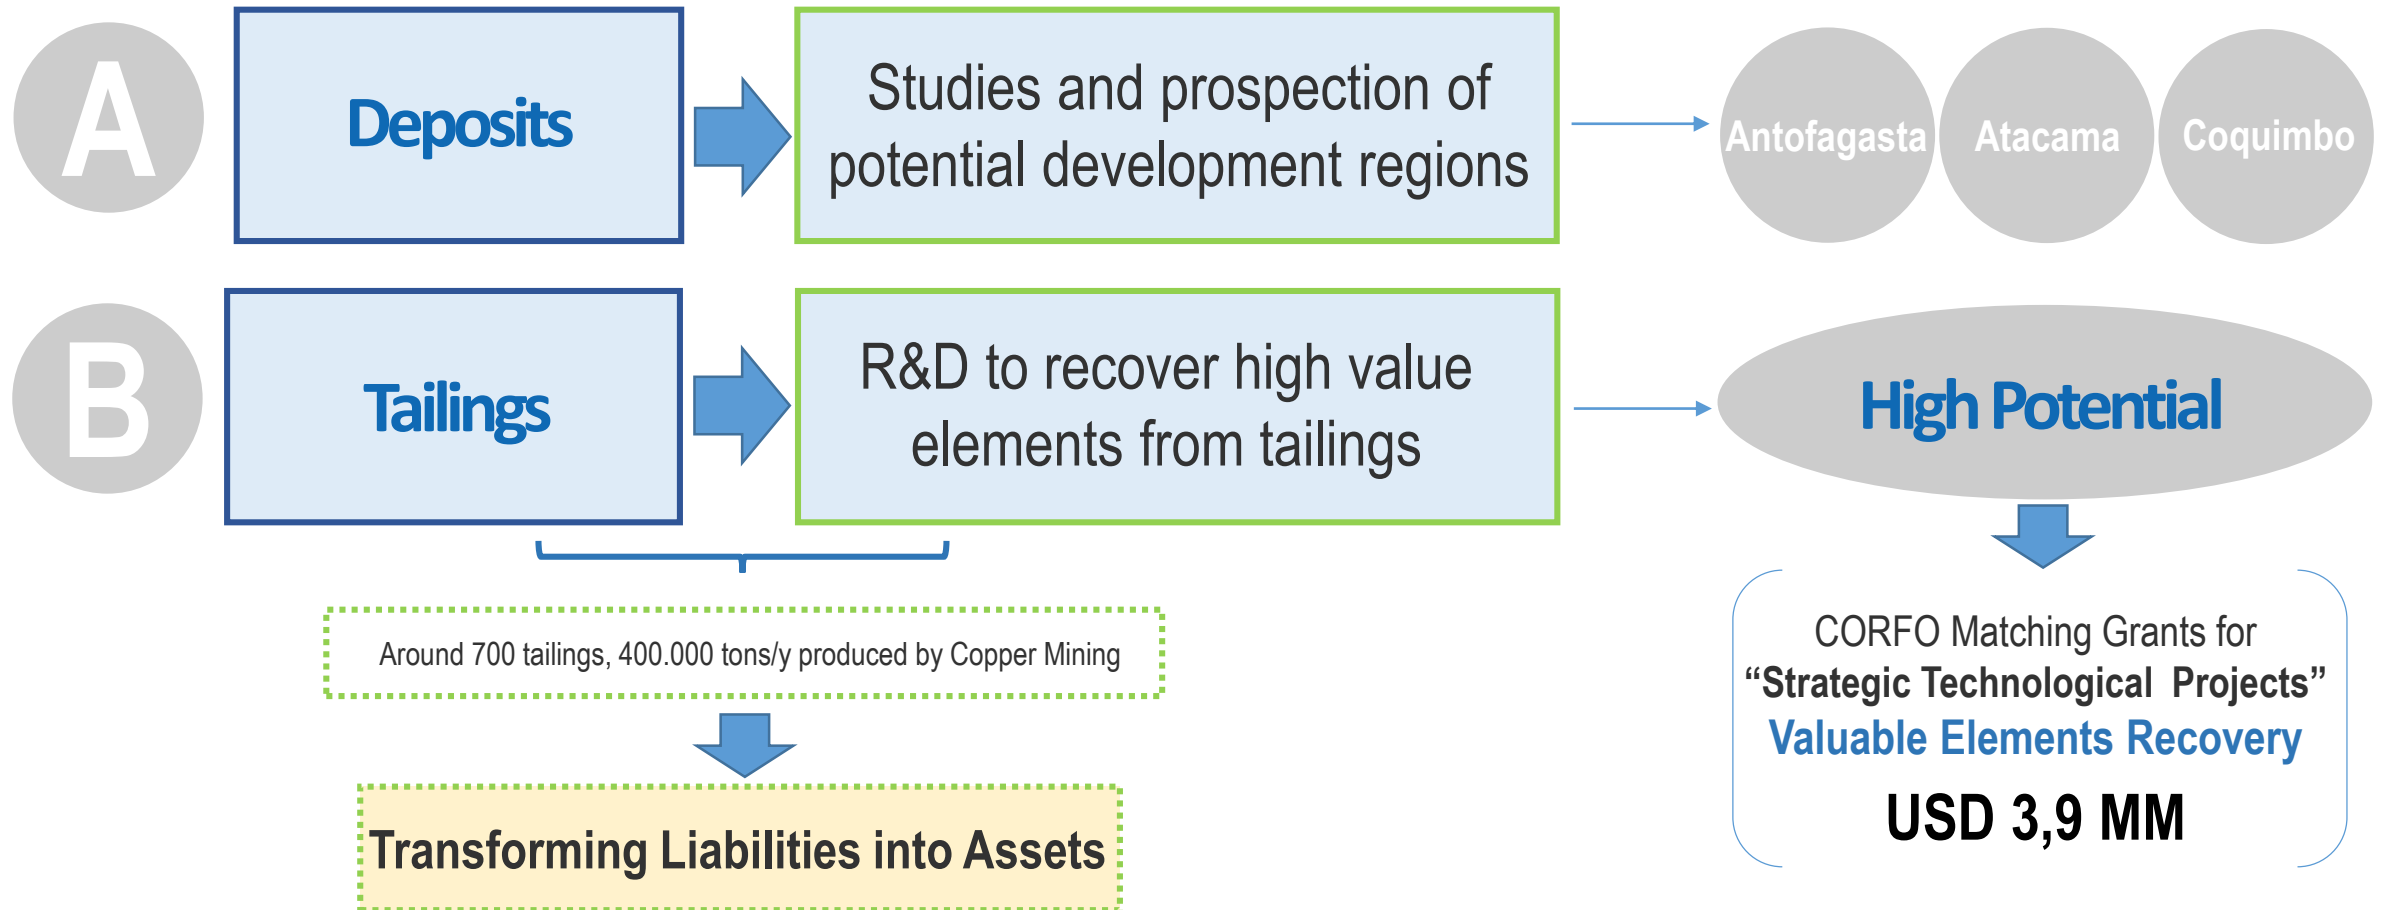 A
Deposits
Studies and prospection of
potential development regions
Antofagasta
Atacama
Coquimbo
B
Tailings
R&D to recover high value
elements from tailings
High Potential
Around 700 tailings, 400.000 tons/y produced by Copper Mining
Transforming Liabilities into Assets
CORFO Matching Grants for
“Strategic Technological Projects”
Valuable Elements Recovery
USD 3,9 MM